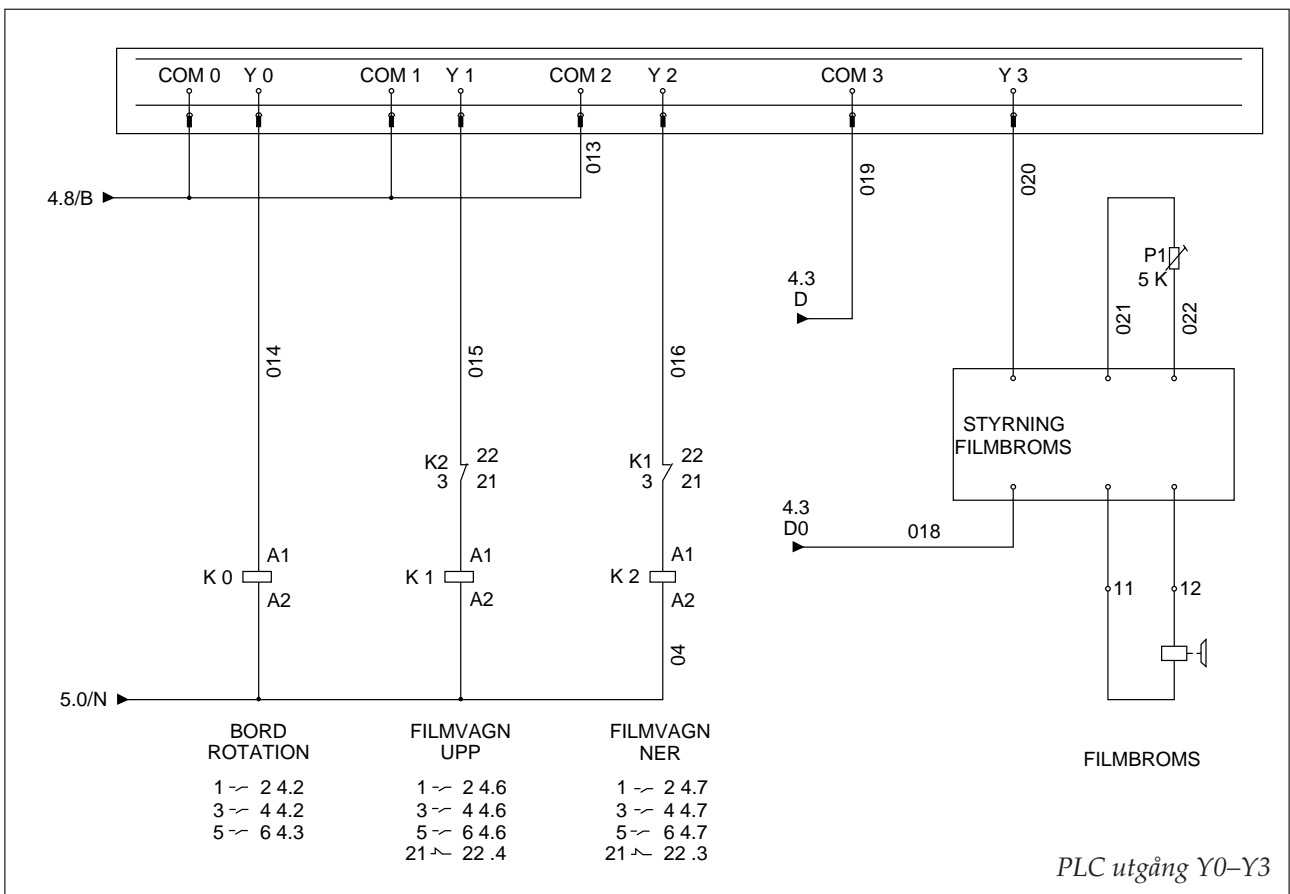 COM 0 Y 0 COM 1 Y 1 COM 2 Y 2 COM 3 Y 3
013
019
020
4.8/B
P1
5 K
4.3
D
021
022
014
015
016
STYRNING
FILMBROMS
K2 22
3 21
K1 22
3 21
4.3
D0
018
A1
K 0
A2
A1
K 1
A2
A1
K 2
A2
11
12
04
5.0/N
BORD
ROTATION
1 2 4.2
3 4 4.2
5 6 4.3
FILMVAGN
UPP
1 2 4.6
3 4 4.6
5 6 4.6
21 22 .4
FILMVAGN
NER
1 2 4.7
3 4 4.7
5 6 4.7
21 22 .3
FILMBROMS
PLC utgång Y0–Y3